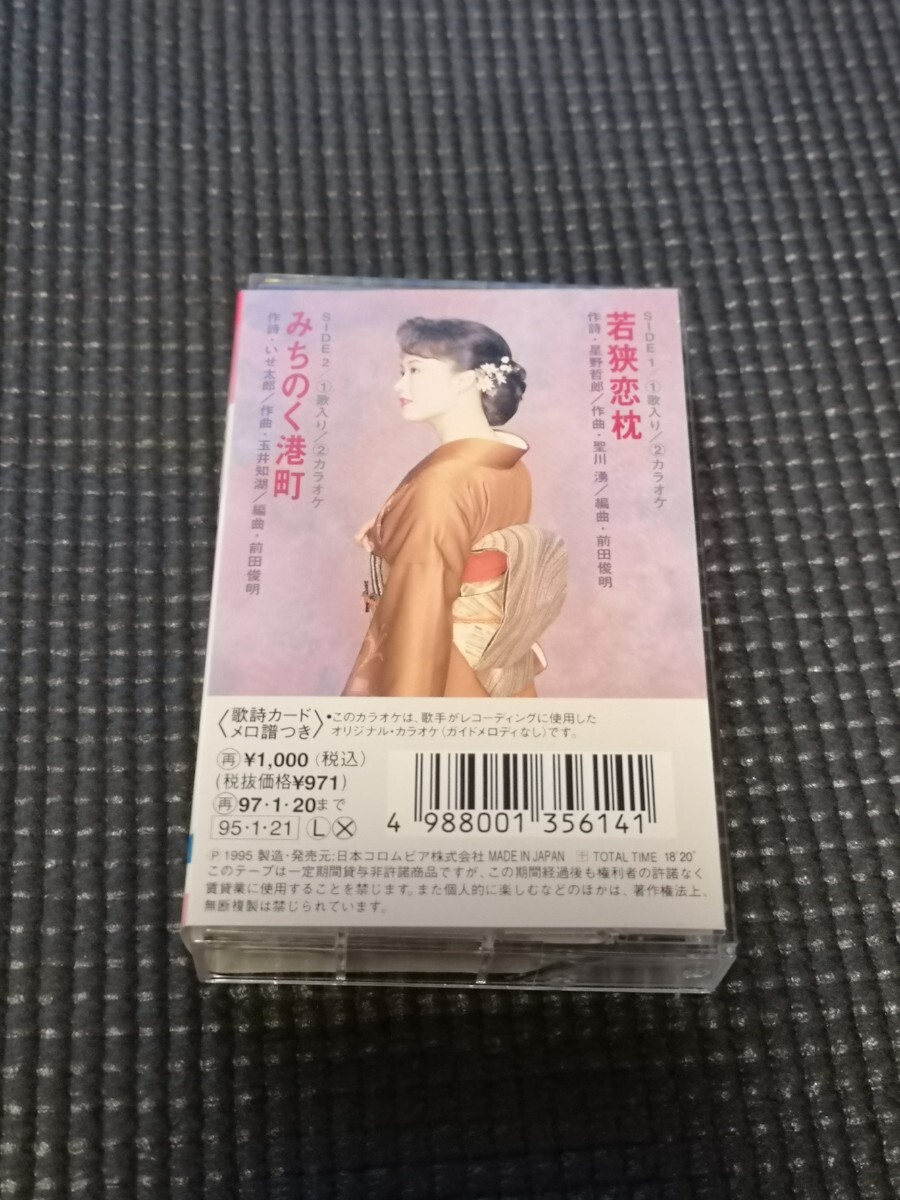 SIDE 1／①歌入り／②カラオケ
若狭恋枕
作詩・星野哲郎／作曲・聖川 湧／編曲・前田俊明
SIDE 2／①歌入り／②カラオケ
みちのく港町
作詩・いせ太郎／作曲・玉井知湖／編曲・前田俊明
〈歌詩カード
メロ譜つき〉
•このカラオケは、歌手がレコーディングに使用した
オリジナル・カラオケ(ガイドメロディなし)です。
再¥1,000(税込)
(税抜価格¥971)
再97・1・20まで
95・1・21 Ⓛ Ⓧ
4 988001 356141
Ⓟ 1995 製造・発売元:日本コロムビア株式会社 MADE IN JAPAN TOTAL TIME 18'20"
このテープは一定期間貸与非許諾商品ですが、この期間経過後も権利者の許諾なく
賃貸業に使用することを禁じます。また個人的に楽しむなどのほかは、著作権法上、
無断複製は禁じられています。